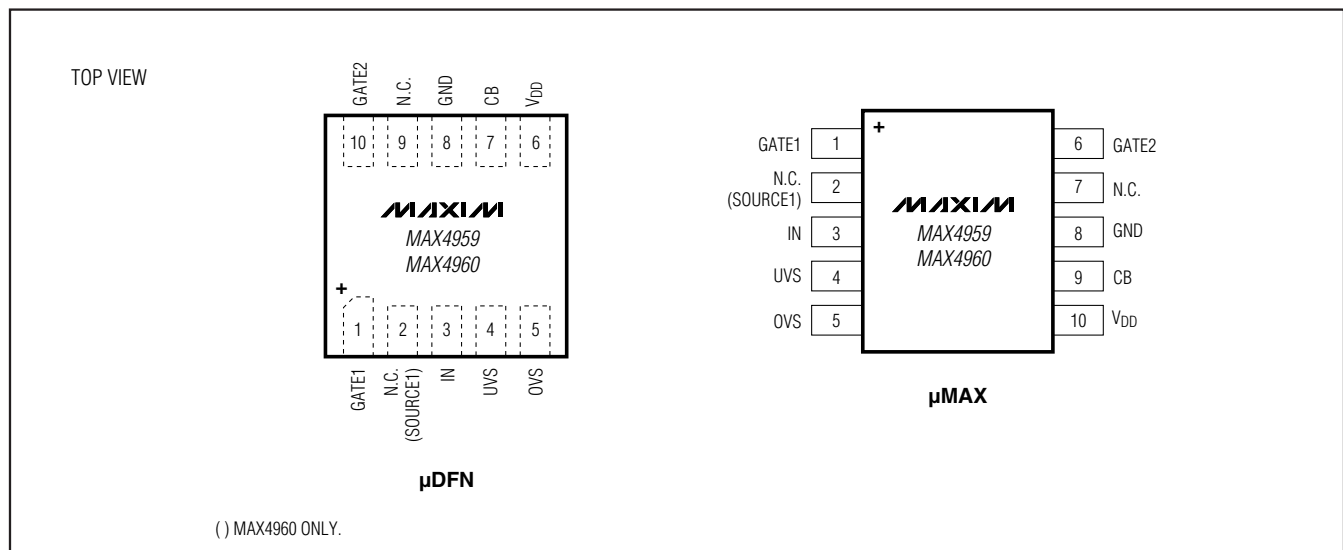 TOP VIEW
GATE2
N.C.
GND
CB
VDD
10 9 8 7 6
MAXIM
MAX4959
MAX4960
+
1 2 3 4 5
GATE1
N.C.
(SOURCE1)
IN
UVS
OVS
µDFN
+
GATE1 1
N.C.
(SOURCE1) 2
IN 3
UVS 4
OVS 5
MAXIM
MAX4959
MAX4960
6 GATE2
7 N.C.
8 GND
9 CB
10 VDD
µMAX
( ) MAX4960 ONLY.